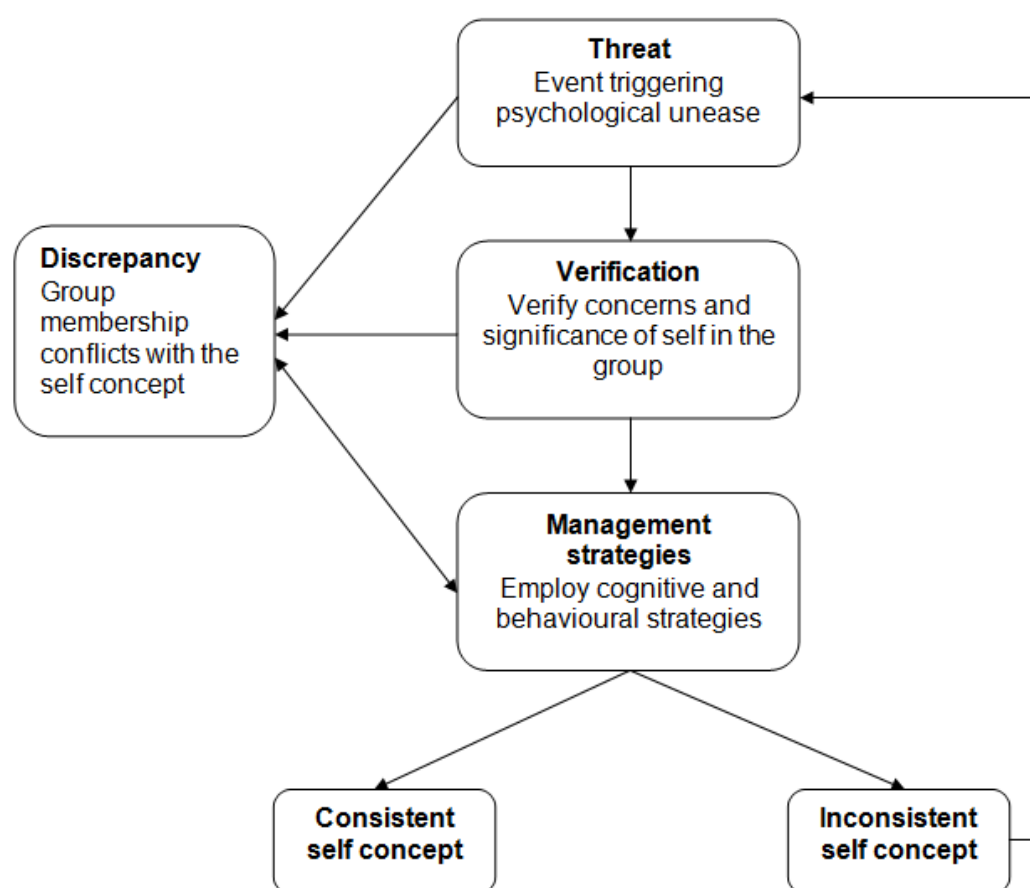 Threat
Event triggering
psychological unease
Discrepancy
Group
membership
conflicts with the
self concept
Verification
Verify concerns and
significance of self in the
group
Management
strategies
Employ cognitive and
behavioural strategies
Consistent
self concept
Inconsistent
self concept